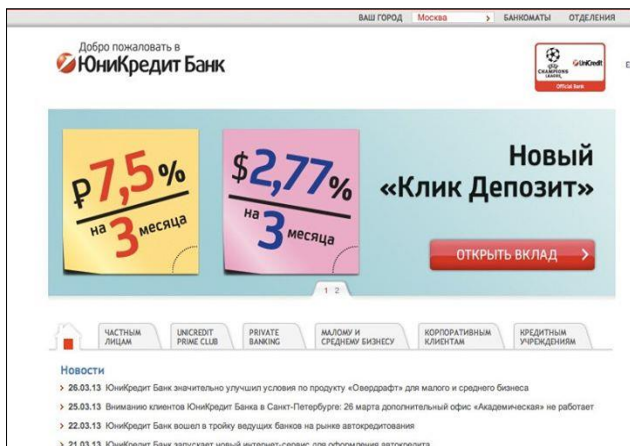 ВАШ ГОРОД Москва БАНКОМАТЫ ОТДЕЛЕНИЯ
Добро пожаловать в
ЮниКредит Банк
CHAMPIONS LEAGUE UniCredit
Official Bank
₽7,5%
на 3 месяца
$2,77%
на 3 месяца
Новый
«Клик Депозит»
ОТКРЫТЬ ВКЛАД
1 2
ЧАСТНЫМ ЛИЦАМ
UNICREDIT PRIME CLUB
PRIVATE BANKING
МАЛОМУ И СРЕДНЕМУ БИЗНЕСУ
КОРПОРАТИВНЫМ КЛИЕНТАМ
КРЕДИТНЫМ УЧРЕЖДЕНИЯМ
Новости
26.03.13 ЮниКредит Банк значительно улучшил условия по продукту «Овердрафт» для малого и среднего бизнеса
25.03.13 Вниманию клиентов ЮниКредит Банка в Санкт-Петербурге: 26 марта дополнительный офис «Академическая» не работает
22.03.13 ЮниКредит Банк вошел в тройку ведущих банков на рынке автокредитования
21.03.13 ЮниКредит Банк запускает новый интернет-сервис для оформления автокредита